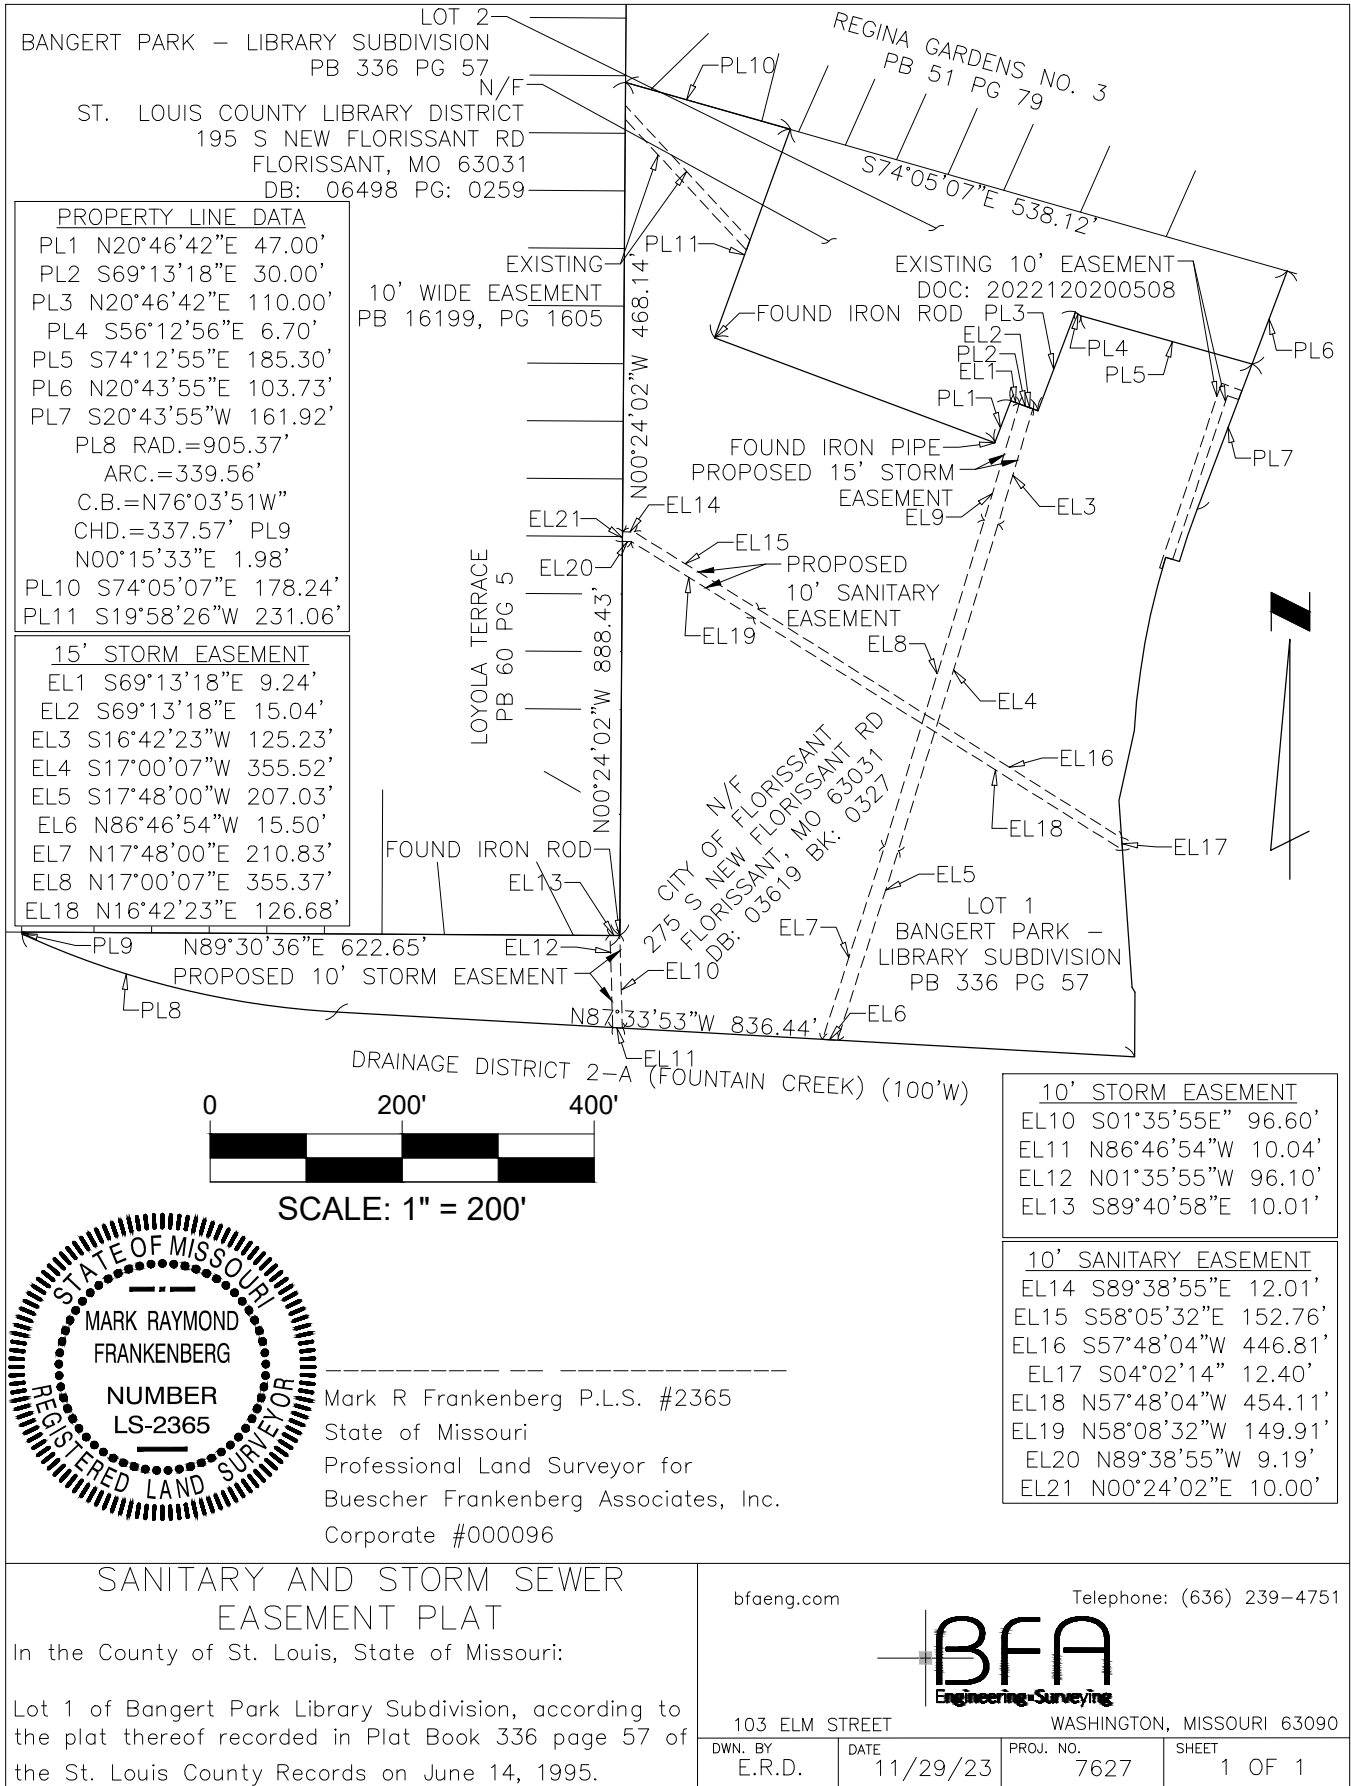 LOT 2
BANGERT PARK – LIBRARY SUBDIVISION
PB 336 PG 57
N/F
ST. LOUIS COUNTY LIBRARY DISTRICT
195 S NEW FLORISSANT RD
FLORISSANT, MO 63031
DB: 06498 PG: 0259
PL10
REGINA GARDENS NO. 3
PB 51 PG 79
S74°05'07"E 538.12'
PROPERTY LINE DATA
PL1 N20°46'42"E 47.00'
PL2 S69°13'18"E 30.00'
PL3 N20°46'42"E 110.00'
PL4 S56°12'56"E 6.70'
PL5 S74°12'55"E 185.30'
PL6 N20°43'55"E 103.73'
PL7 S20°43'55"W 161.92'
PL8 RAD.=905.37'
ARC.=339.56'
C.B.=N76°03'51W"
CHD.=337.57' PL9
N00°15'33"E 1.98'
PL10 S74°05'07"E 178.24'
PL11 S19°58'26"W 231.06'
15' STORM EASEMENT
EL1 S69°13'18"E 9.24'
EL2 S69°13'18"E 15.04'
EL3 S16°42'23"W 125.23'
EL4 S17°00'07"W 355.52'
EL5 S17°48'00"W 207.03'
EL6 N86°46'54"W 15.50'
EL7 N17°48'00"E 210.83'
EL8 N17°00'07"E 355.37'
EL18 N16°42'23"E 126.68'
EXISTING
10' WIDE EASEMENT
PB 16199, PG 1605
PL11
N00°24'02"W 468.14'
EXISTING 10' EASEMENT
DOC: 2022120200508
FOUND IRON ROD
PL3
EL2
PL2
EL1
PL1
PL4
PL5
PL6
PL7
FOUND IRON PIPE
PROPOSED 15' STORM
EASEMENT
EL9
EL3
EL14
EL21
EL15
EL20
PROPOSED
10' SANITARY
EASEMENT
EL19
LOYOLA TERRACE
PB 60 PG 5
N00°24'02"W 888.43'
EL8
EL4
EL16
EL18
EL17
N/F
CITY OF FLORISSANT
275 S NEW FLORISSANT RD
FLORISSANT, MO 63031
DB: 03619 BK: 0327
FOUND IRON ROD
EL13
EL5
EL7
LOT 1
BANGERT PARK –
LIBRARY SUBDIVISION
PB 336 PG 57
PL9
N89°30'36"E 622.65'
EL12
PROPOSED 10' STORM EASEMENT
EL10
PL8
N87°33'53"W 836.44'
EL6
EL11
DRAINAGE DISTRICT 2-A (FOUNTAIN CREEK) (100'W)
0 200' 400'
SCALE: 1" = 200'
10' STORM EASEMENT
EL10 S01°35'55E" 96.60'
EL11 N86°46'54"W 10.04'
EL12 N01°35'55"W 96.10'
EL13 S89°40'58"E 10.01'
10' SANITARY EASEMENT
EL14 S89°38'55"E 12.01'
EL15 S58°05'32"E 152.76'
EL16 S57°48'04"W 446.81'
EL17 S04°02'14" 12.40'
EL18 N57°48'04"W 454.11'
EL19 N58°08'32"W 149.91'
EL20 N89°38'55"W 9.19'
EL21 N00°24'02"E 10.00'
STATE OF MISSOURI
MARK RAYMOND
FRANKENBERG
NUMBER
LS-2365
REGISTERED LAND SURVEYOR
Mark R Frankenberg P.L.S. #2365
State of Missouri
Professional Land Surveyor for
Buescher Frankenberg Associates, Inc.
Corporate #000096
SANITARY AND STORM SEWER
EASEMENT PLAT
In the County of St. Louis, State of Missouri:
Lot 1 of Bangert Park Library Subdivision, according to
the plat thereof recorded in Plat Book 336 page 57 of
the St. Louis County Records on June 14, 1995.
bfaeng.com Telephone: (636) 239-4751
BFA
Engineering•Surveying
103 ELM STREET WASHINGTON, MISSOURI 63090
DWN. BY DATE PROJ. NO. SHEET
E.R.D. 11/29/23 7627 1 OF 1